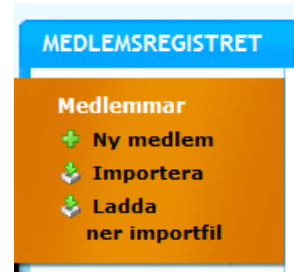 MEDLEMSREGISTRET
Medlemmar
Ny medlem
Importera
Ladda
ner importfil